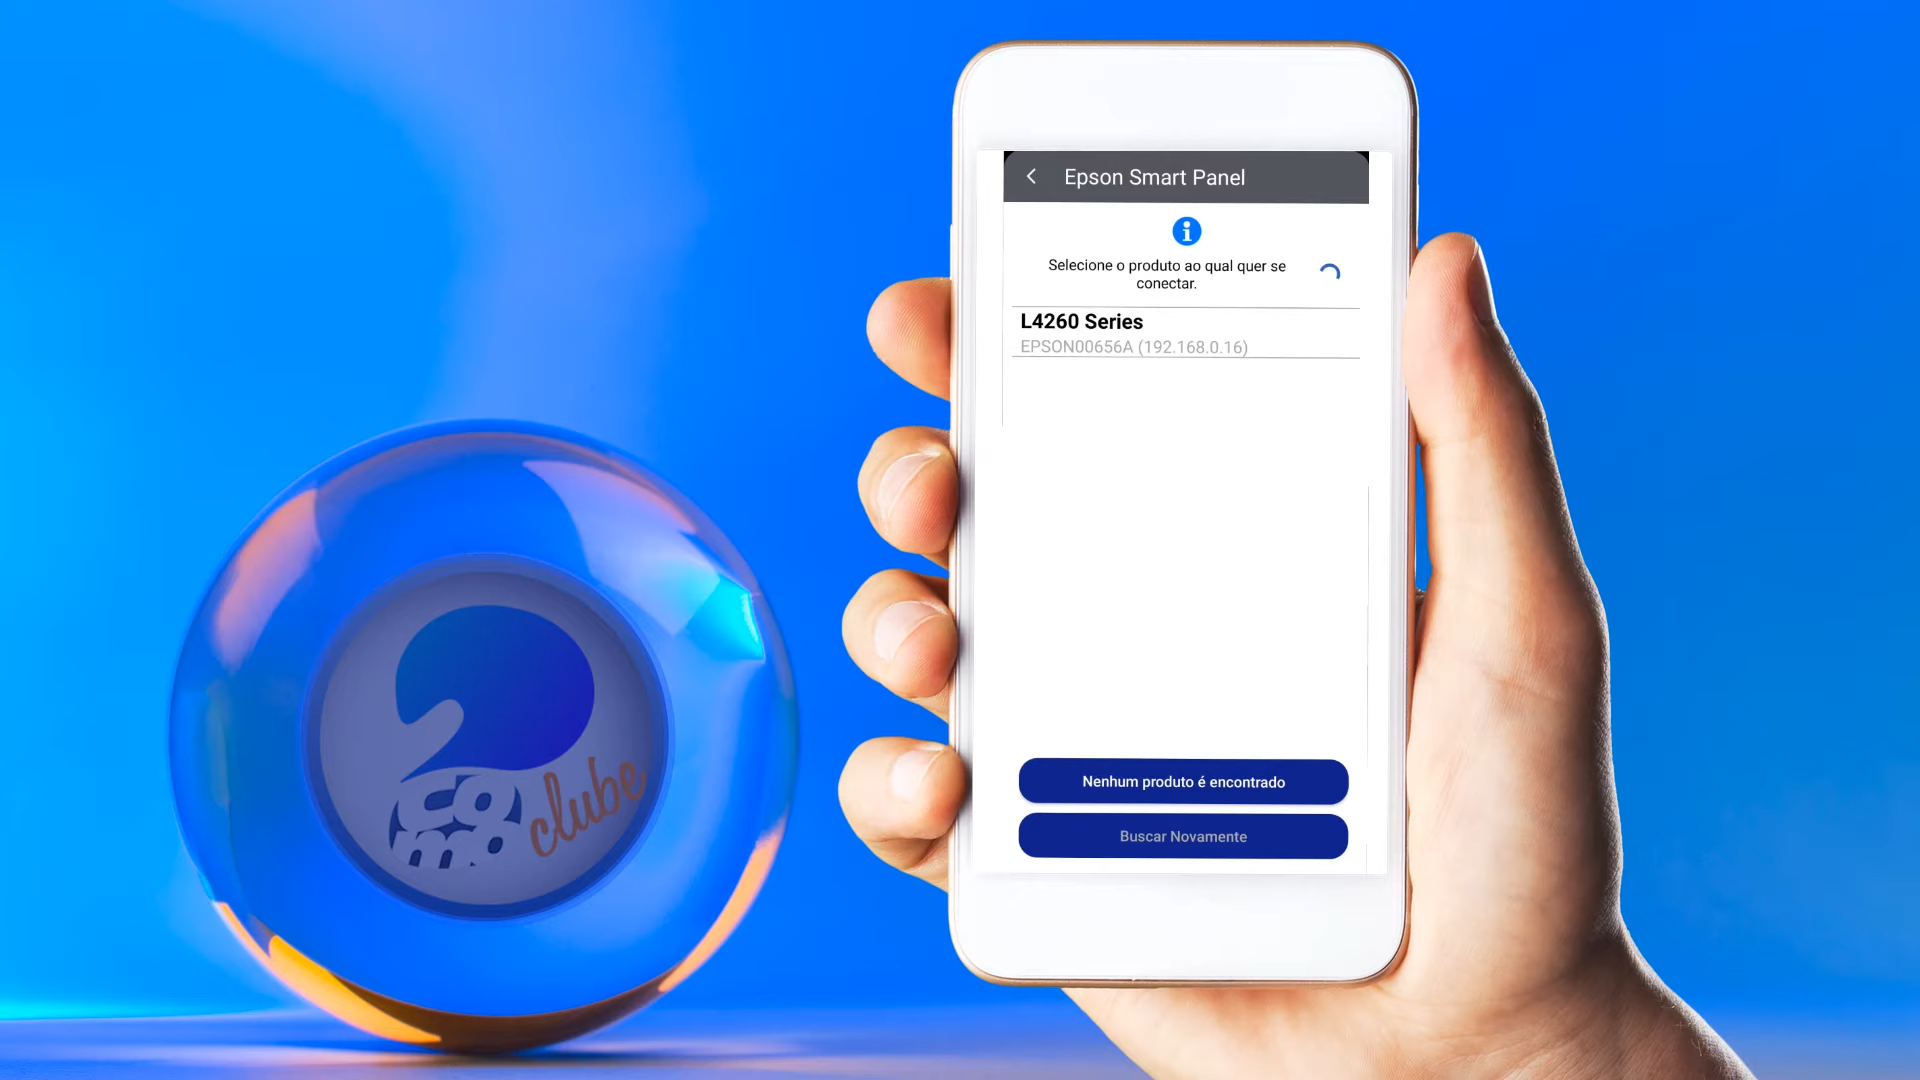 Epson Smart Panel
Selecione o produto ao qual quer se
conectar.
L4260 Series
EPSON00656A (192.168.0.16)
Nenhum produto é encontrado
Buscar Novamente
como
clube